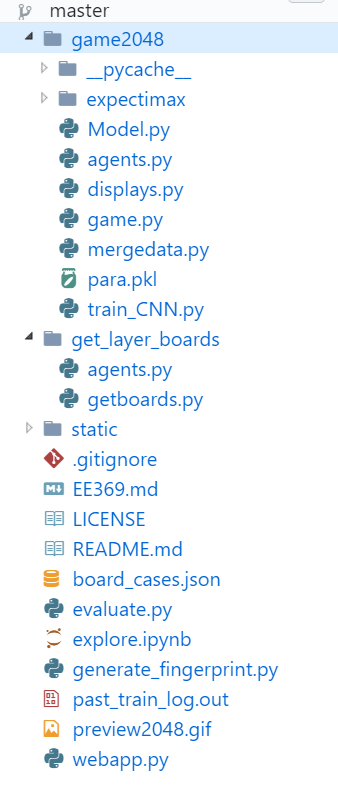 master
game2048
__pycache__
expectimax
Model.py
agents.py
displays.py
game.py
mergedata.py
para.pkl
train_CNN.py
get_layer_boards
agents.py
getboards.py
static
.gitignore
EE369.md
LICENSE
README.md
board_cases.json
evaluate.py
explore.ipynb
generate_fingerprint.py
past_train_log.out
preview2048.gif
webapp.py